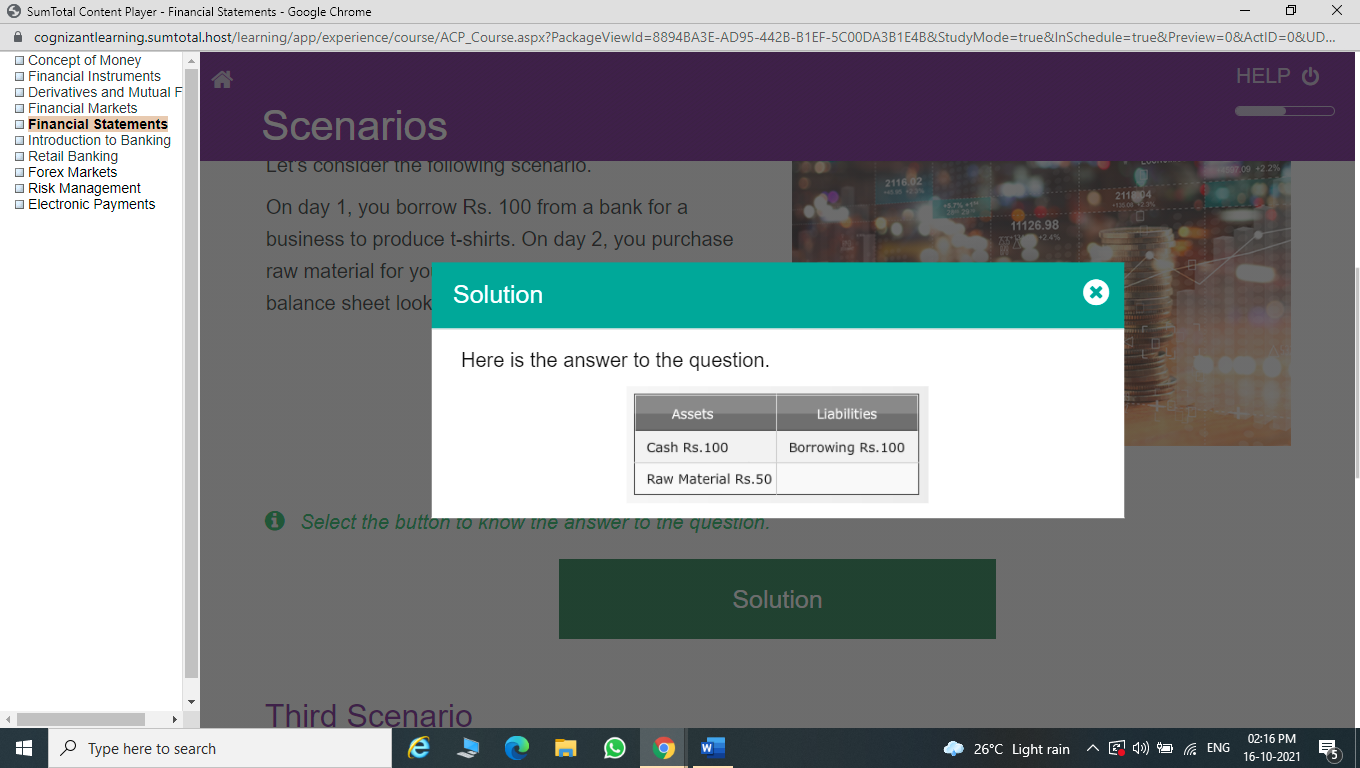 SumTotal Content Player - Financial Statements - Google Chrome
cognizantlearning.sumtotal.host/learning/app/experience/course/ACP_Course.aspx?PackageViewId=8894BA3E-AD95-442B-B1EF-5C00DA3B1E4B&StudyMode=true&InSchedule=true&Preview=0&ActID=0&UD...
Concept of Money
Financial Instruments
Derivatives and Mutual F
Financial Markets
Financial Statements
Introduction to Banking
Retail Banking
Forex Markets
Risk Management
Electronic Payments
HELP
Scenarios
Let's consider the following scenario.
On day 1, you borrow Rs. 100 from a bank for a
business to produce t-shirts. On day 2, you purchase
raw material for yo
balance sheet look
2116.02
2118.04
11126.98
+2.4%
+2.2%
Solution
Here is the answer to the question.
Assets Liabilities
Cash Rs.100 Borrowing Rs.100
Raw Material Rs.50
Select the button to know the answer to the question.
Solution
Third Scenario
Type here to search
26°C Light rain
ENG
02:16 PM
16-10-2021
5